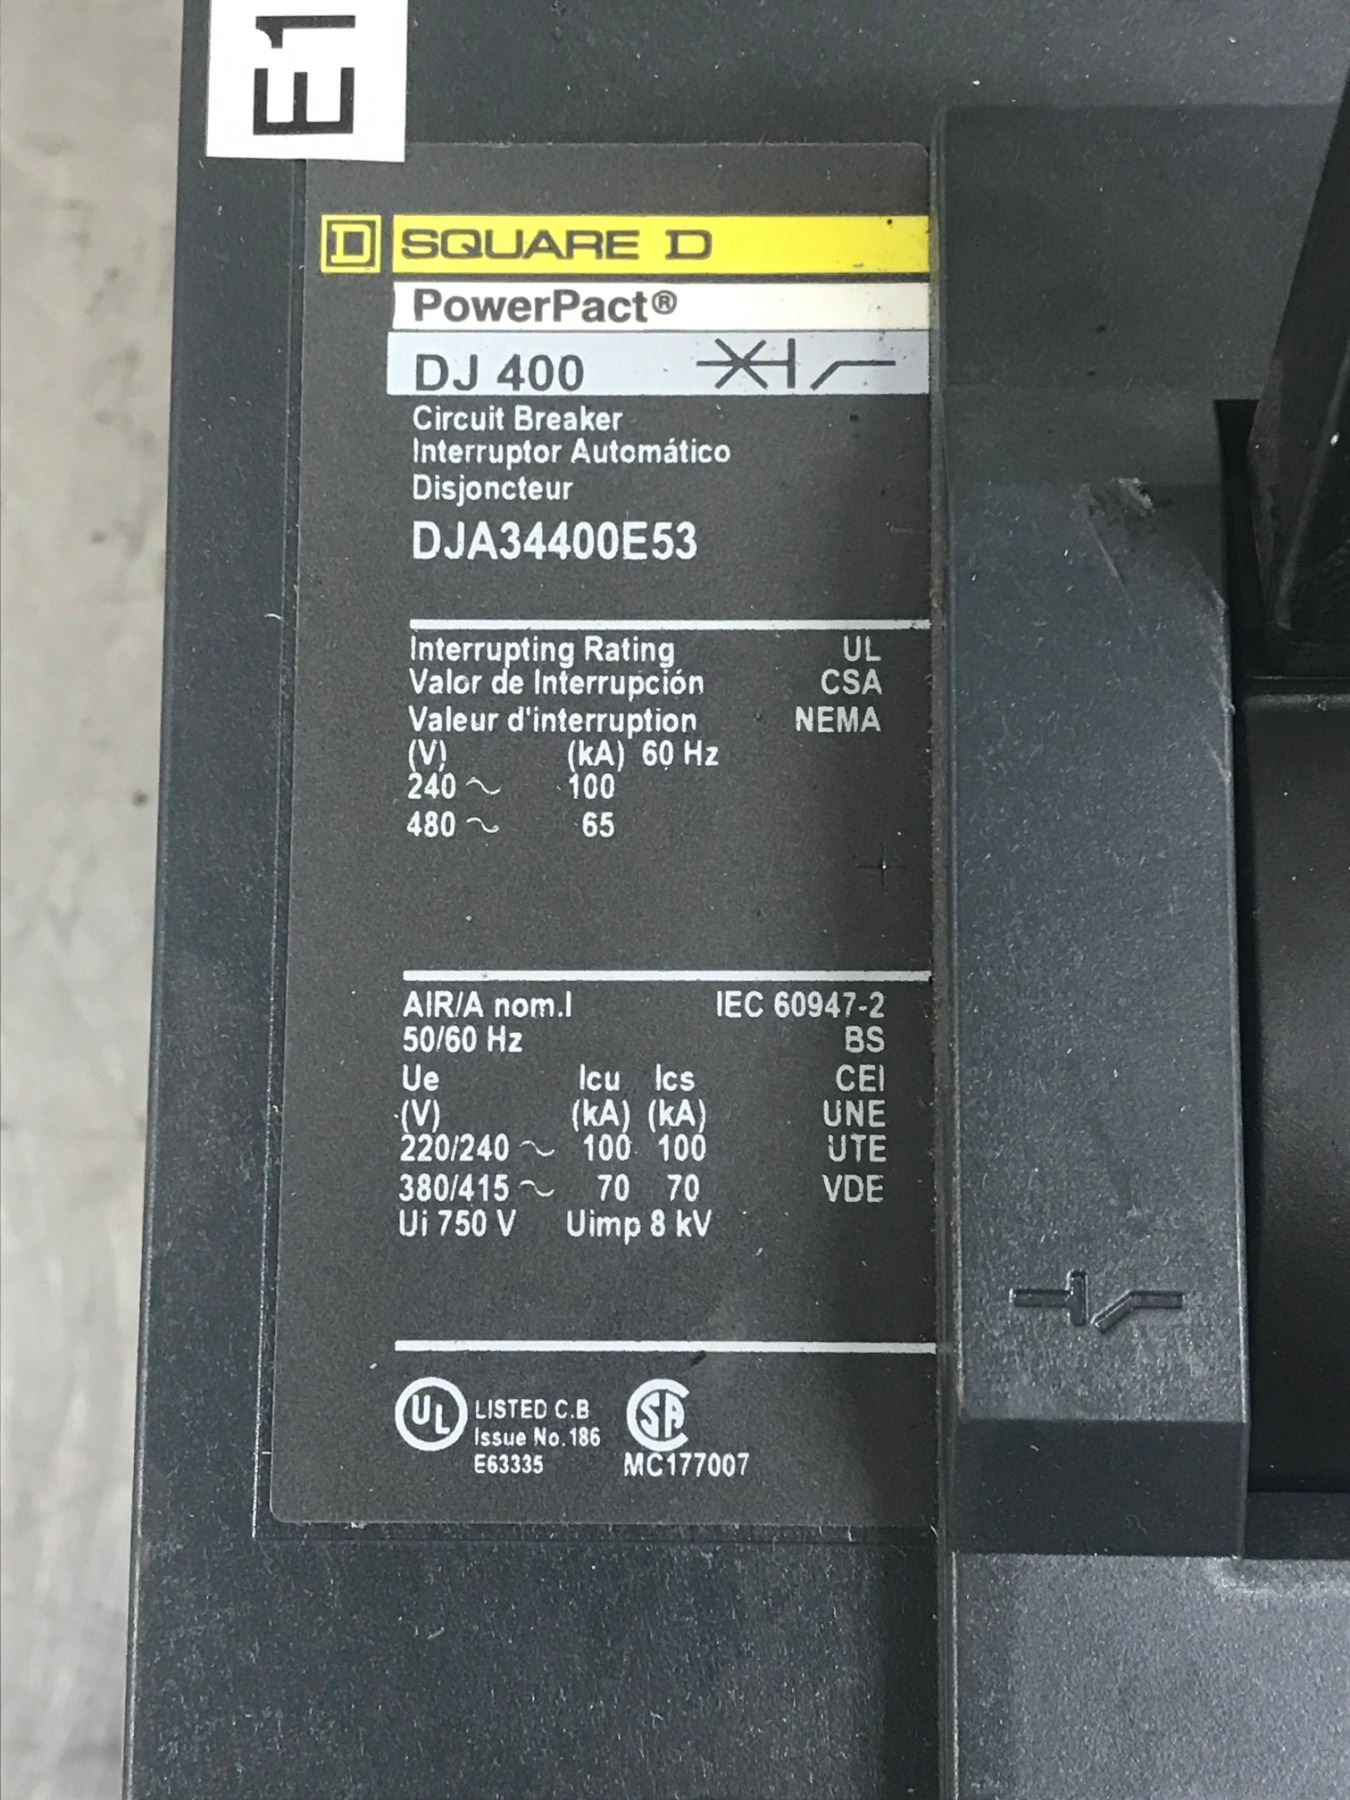 E1
D SQUARE D
PowerPact®
DJ 400
Circuit Breaker
Interruptor Automático
Disjoncteur
DJA34400E53
Interrupting Rating UL
Valor de Interrupción CSA
Valeur d'interruption NEMA
(V) (kA) 60 Hz
240 ~ 100
480 ~ 65
AIR/A nom.I IEC 60947-2
50/60 Hz BS
Ue Icu Ics CEI
(V) (kA) (kA) UNE
220/240 ~ 100 100 UTE
380/415 ~ 70 70 VDE
Ui 750 V Uimp 8 kV
UL LISTED C.B SA
Issue No.186
E63335 MC177007